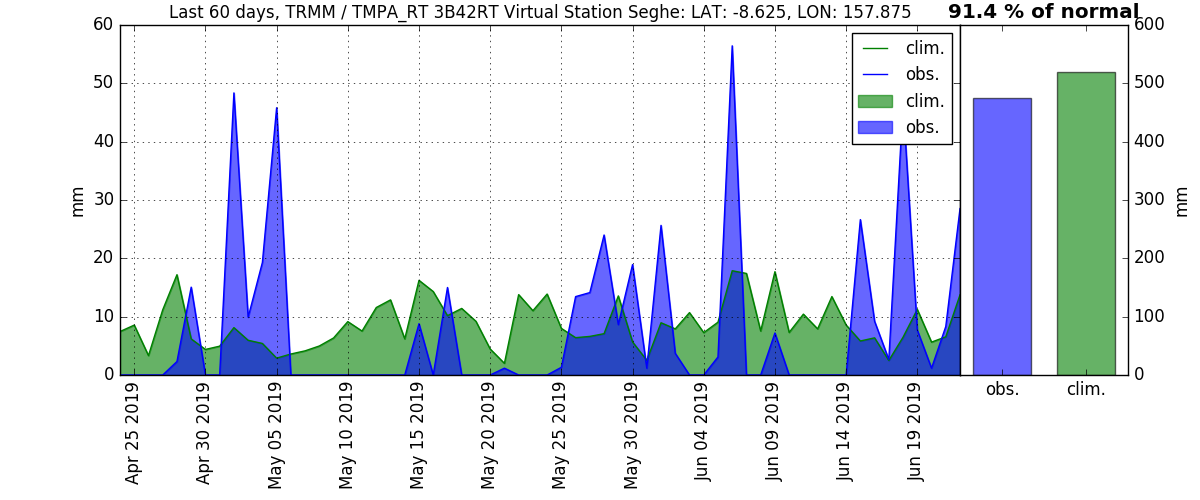 Last 60 days, TRMM / TMPA_RT 3B42RT Virtual Station Seghe: LAT: -8.625, LON: 157.875
91.4 % of normal
60
50
40
30
20
10
0
mm
clim.
obs.
clim.
obs.
600
500
400
300
200
100
0
mm
Apr 25 2019
Apr 30 2019
May 05 2019
May 10 2019
May 15 2019
May 20 2019
May 25 2019
May 30 2019
Jun 04 2019
Jun 09 2019
Jun 14 2019
Jun 19 2019
obs.
clim.